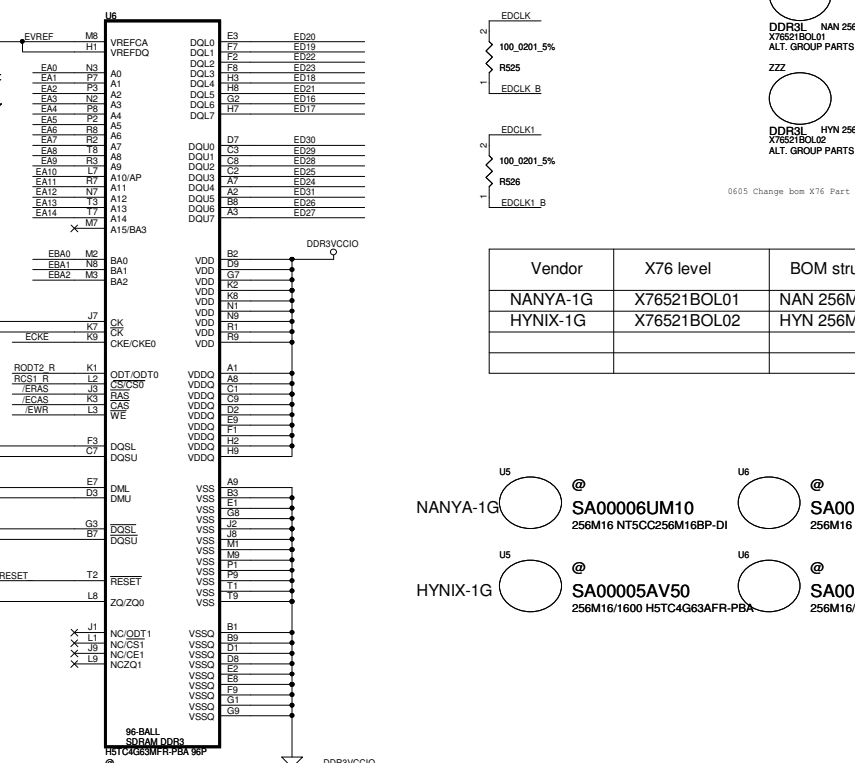 U6
EVREF M8 VREFCA DQL0 E3 ED20
H1 VREFDQ DQL1 F7 ED19
DQL2 F2 ED22
EA0 N3 A0 DQL3 F8 ED23
EA1 P7 A1 DQL4 H3 ED18
EA2 P3 A2 DQL5 H8 ED21
EA3 N2 A3 DQL6 G2 ED16
EA4 P8 A4 DQL7 H7 ED17
EA5 P2 A5
EA6 R8 A6 DQU0 D7 ED30
EA7 R2 A7 DQU1 C3 ED29
EA8 T8 A8 DQU2 C8 ED28
EA9 R3 A9 DQU3 C2 ED25
EA10 L7 A10/AP DQU4 A7 ED24
EA11 R7 A11 DQU5 A2 ED31
EA12 N7 A12 DQU6 B8 ED26
EA13 T3 A13 DQU7 A3 ED27
EA14 T7 A14
M7 A15/BA3
DDR3VCCIO
EBA0 M2 BA0 VDD B2
EBA1 N8 BA1 VDD D9
EBA2 M3 BA2 VDD G7
VDD K2
VDD K8
VDD N1
J7 CK VDD N9
K7 CK VDD R1
ECKE K9 CKE/CKE0 VDD R9
RODT2_R K1 ODT/ODT0 VDDQ A1
RCS1_R L2 CS/CS0 VDDQ A8
/ERAS J3 RAS VDDQ C1
/ECAS K3 CAS VDDQ C9
/EWR L3 WE VDDQ D2
VDDQ E9
VDDQ F1
F3 DQSL VDDQ H2
C7 DQSU VDDQ H9
E7 DML VSS A9
D3 DMU VSS B3
VSS E1
VSS G8
G3 DQSL VSS J2
B7 DQSU VSS J8
VSS M1
VSS M9
VSS P1
RESET T2 RESET VSS P9
VSS T1
L8 ZQ/ZQ0 VSS T9
J1 NC/ODT1 VSSQ B1
L1 NC/CS1 VSSQ B9
J9 NC/CE1 VSSQ D1
L9 NCZQ1 VSSQ D8
VSSQ E2
VSSQ E8
VSSQ F9
VSSQ G1
VSSQ G9
96-BALL
SDRAM DDR3
H5TC4G63MFR-PBA 96P
@
DDR3VCCIO
EDCLK
2
100_0201_5%
R525
1
EDCLK_B
EDCLK1
2
100_0201_5%
R526
1
EDCLK1_B
DDR3L NAN 256
X76521BOL01
ALT. GROUP PARTS
ZZZ
DDR3L HYN 256
X76521BOL02
ALT. GROUP PARTS
0605 Change bom X76 Part
Vendor X76 level BOM stru
NANYA-1G X76521BOL01 NAN 256M
HYNIX-1G X76521BOL02 HYN 256M
U5 U6
@ @
NANYA-1G SA00006UM10 SA00
256M16 NT5CC256M16BP-DI 256M16
U5 U6
@ @
HYNIX-1G SA00005AV50 SA00
256M16/1600 H5TC4G63AFR-PBA 256M16/